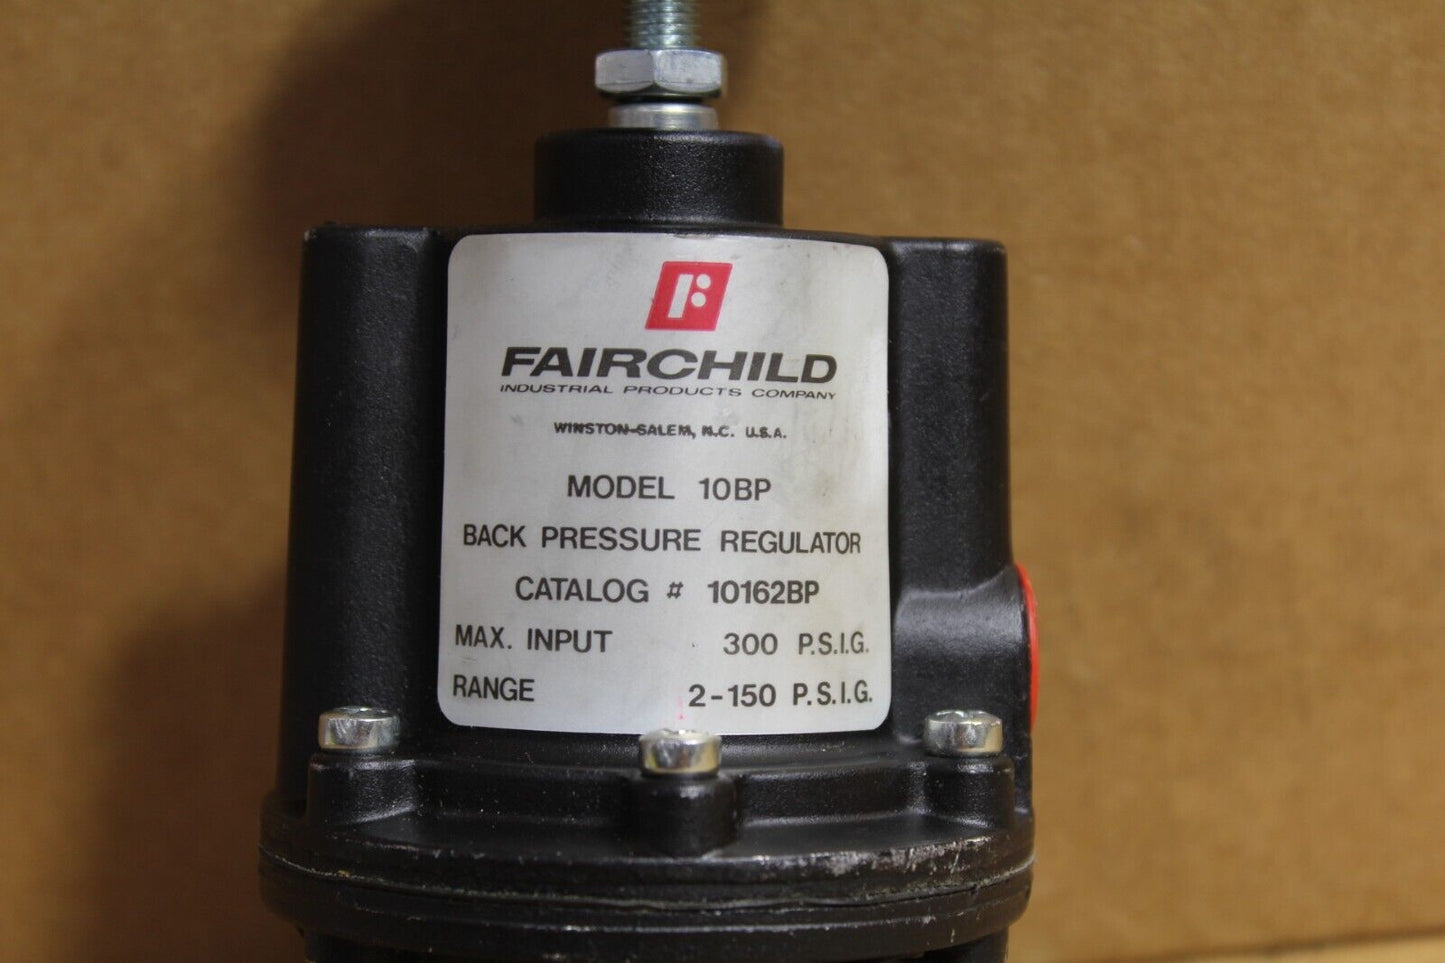 FAIRCHILD
INDUSTRIAL PRODUCTS COMPANY
WINSTON-SALEM, N.C. U.S.A.
MODEL 10BP
BACK PRESSURE REGULATOR
CATALOG # 10162BP
MAX. INPUT 300 P.S.I.G.
RANGE 2-150 P.S.I.G.